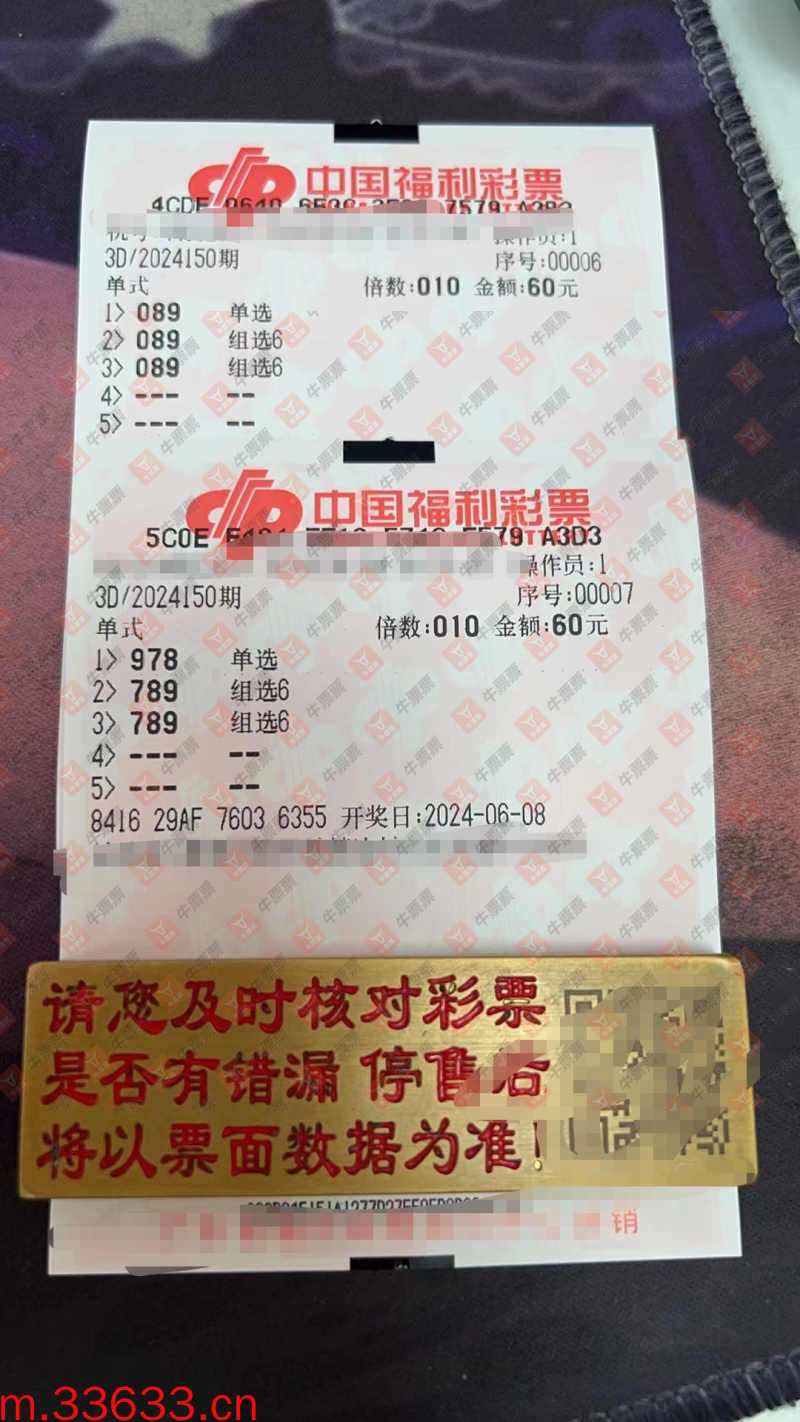 中国福利彩票
3D/2024150期
序号:00006
单式 倍数:010 金额:60元
1> 089 单选
2> 089 组选6
3> 089 组选6
4> --- --
5> --- --
中国福利彩票
5C0E A3D3
操作员:1
3D/2024150期
序号:00007
单式 倍数:010 金额:60元
1> 978 单选
2> 789 组选6
3> 789 组选6
4> --- --
5> --- --
8416 29AF 7603 6355 开奖日:2024-06-08
请您及时核对彩票
是否有错漏 停售后
将以票面数据为准!
销
牛票票
m.33633.cn